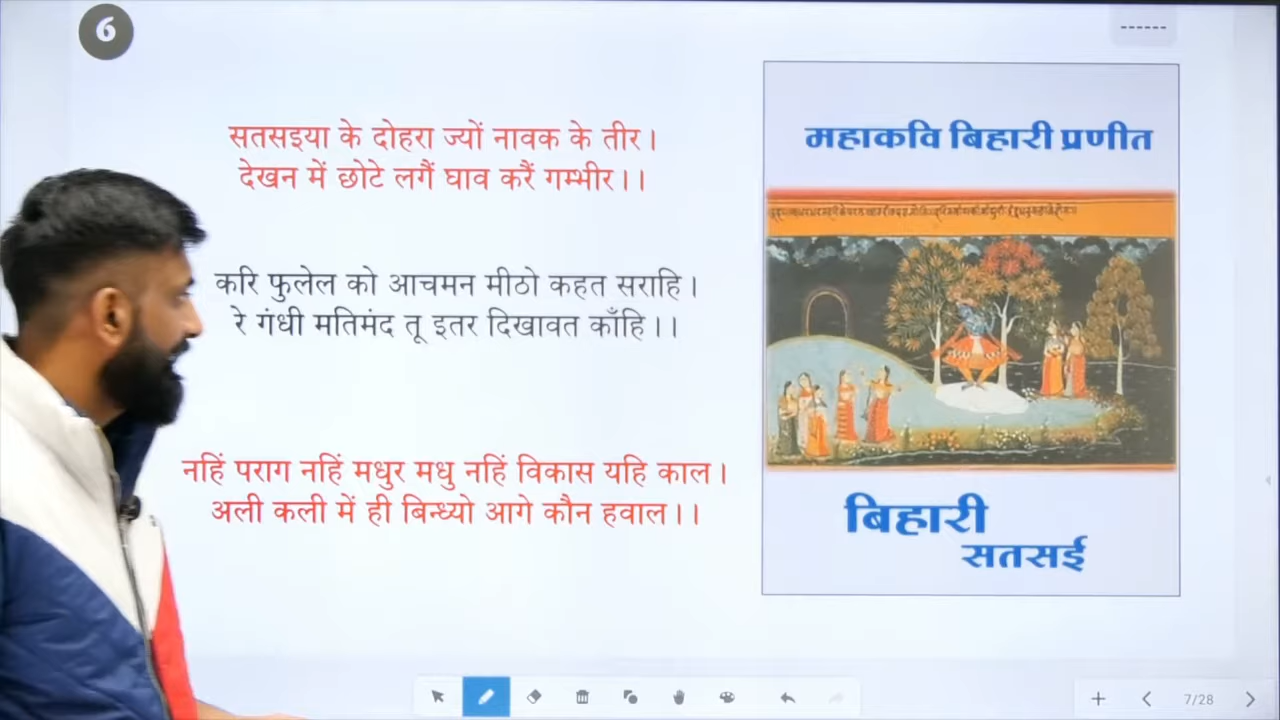 6
------
सतसइया के दोहरा ज्यों नावक के तीर।
देखन में छोटे लगैं घाव करैं गम्भीर।।
करि फुलेल को आचमन मीठो कहत सराहि।
रे गंधी मतिमंद तू इतर दिखावत काँहि।।
नहिं पराग नहिं मधुर मधु नहिं विकास यहि काल।
अली कली में ही बिन्ध्यो आगे कौन हवाल।।
महाकवि बिहारी प्रणीत
बिहारी
सतसई
7/28